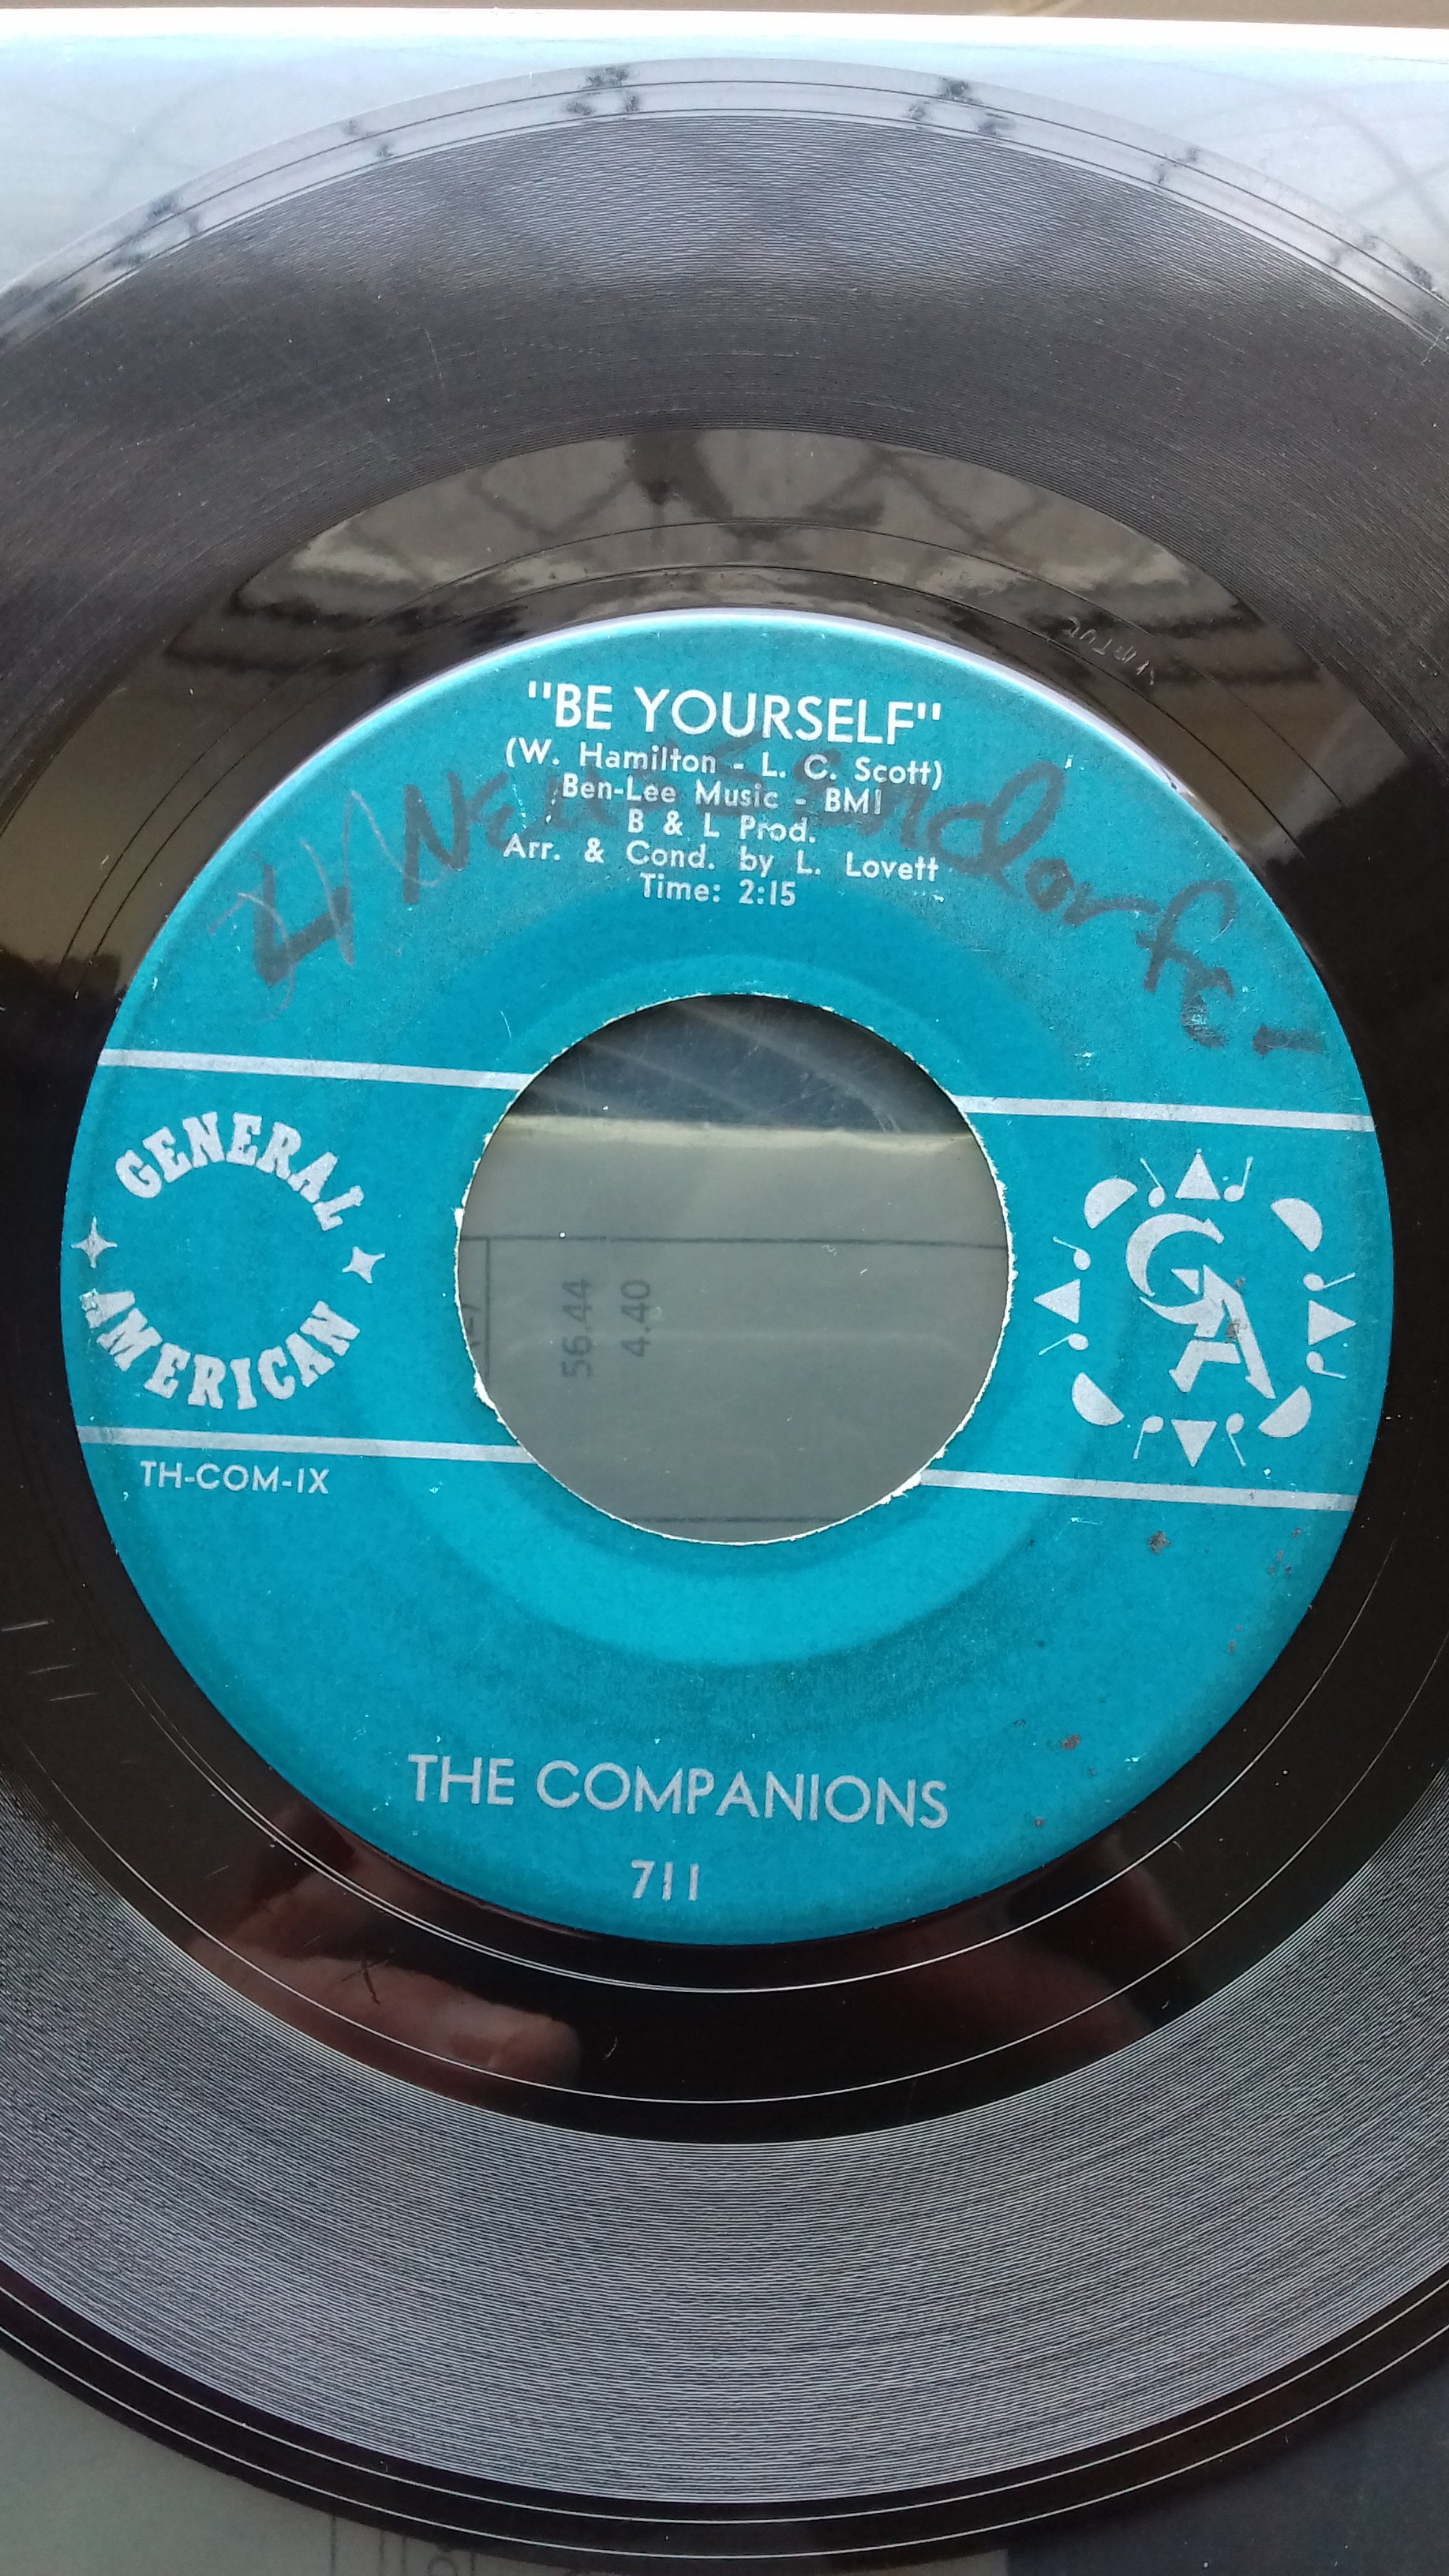 "BE YOURSELF"
(W. Hamilton - L. C. Scott)
Ben-Lee Music - BMI
B & L Prod.
Arr. & Cond. by L. Lovett
Time: 2:15
GENERAL
AMERICAN
GA
TH-COM-IX
56.44
4.40
THE COMPANIONS
711